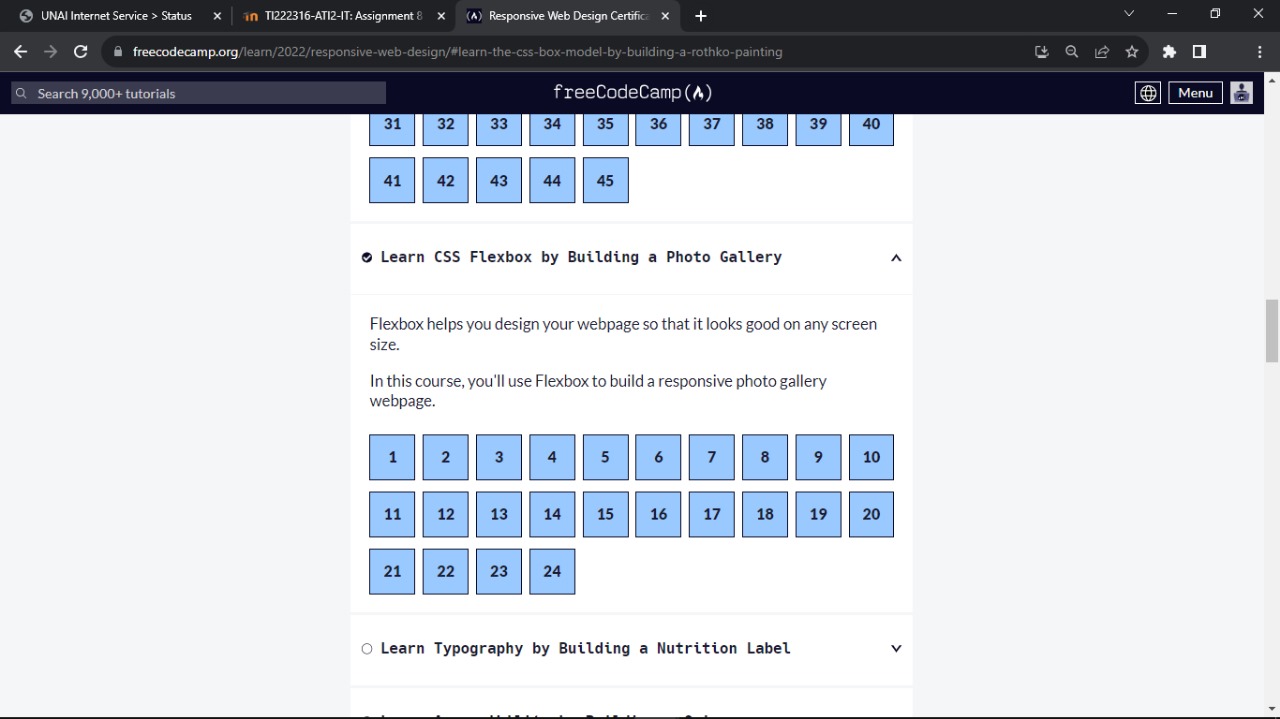 UNAI Internet Service > Status
TI222316-ATI2-IT: Assignment 8
Responsive Web Design Certifica
freecodecamp.org/learn/2022/responsive-web-design/#learn-the-css-box-model-by-building-a-rothko-painting
Search 9,000+ tutorials
freeCodeCamp
Menu
31 32 33 34 35 36 37 38 39 40
41 42 43 44 45
Learn CSS Flexbox by Building a Photo Gallery
Flexbox helps you design your webpage so that it looks good on any screen
size.
In this course, you'll use Flexbox to build a responsive photo gallery
webpage.
1 2 3 4 5 6 7 8 9 10
11 12 13 14 15 16 17 18 19 20
21 22 23 24
Learn Typography by Building a Nutrition Label